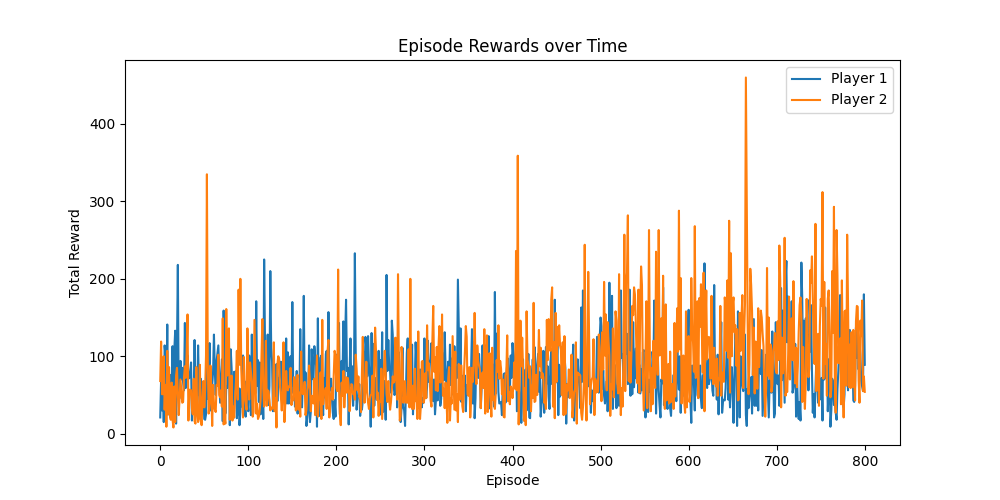 Episode Rewards over Time
Player 1
Player 2
Total Reward
400
300
200
100
0
0 100 200 300 400 500 600 700 800
Episode